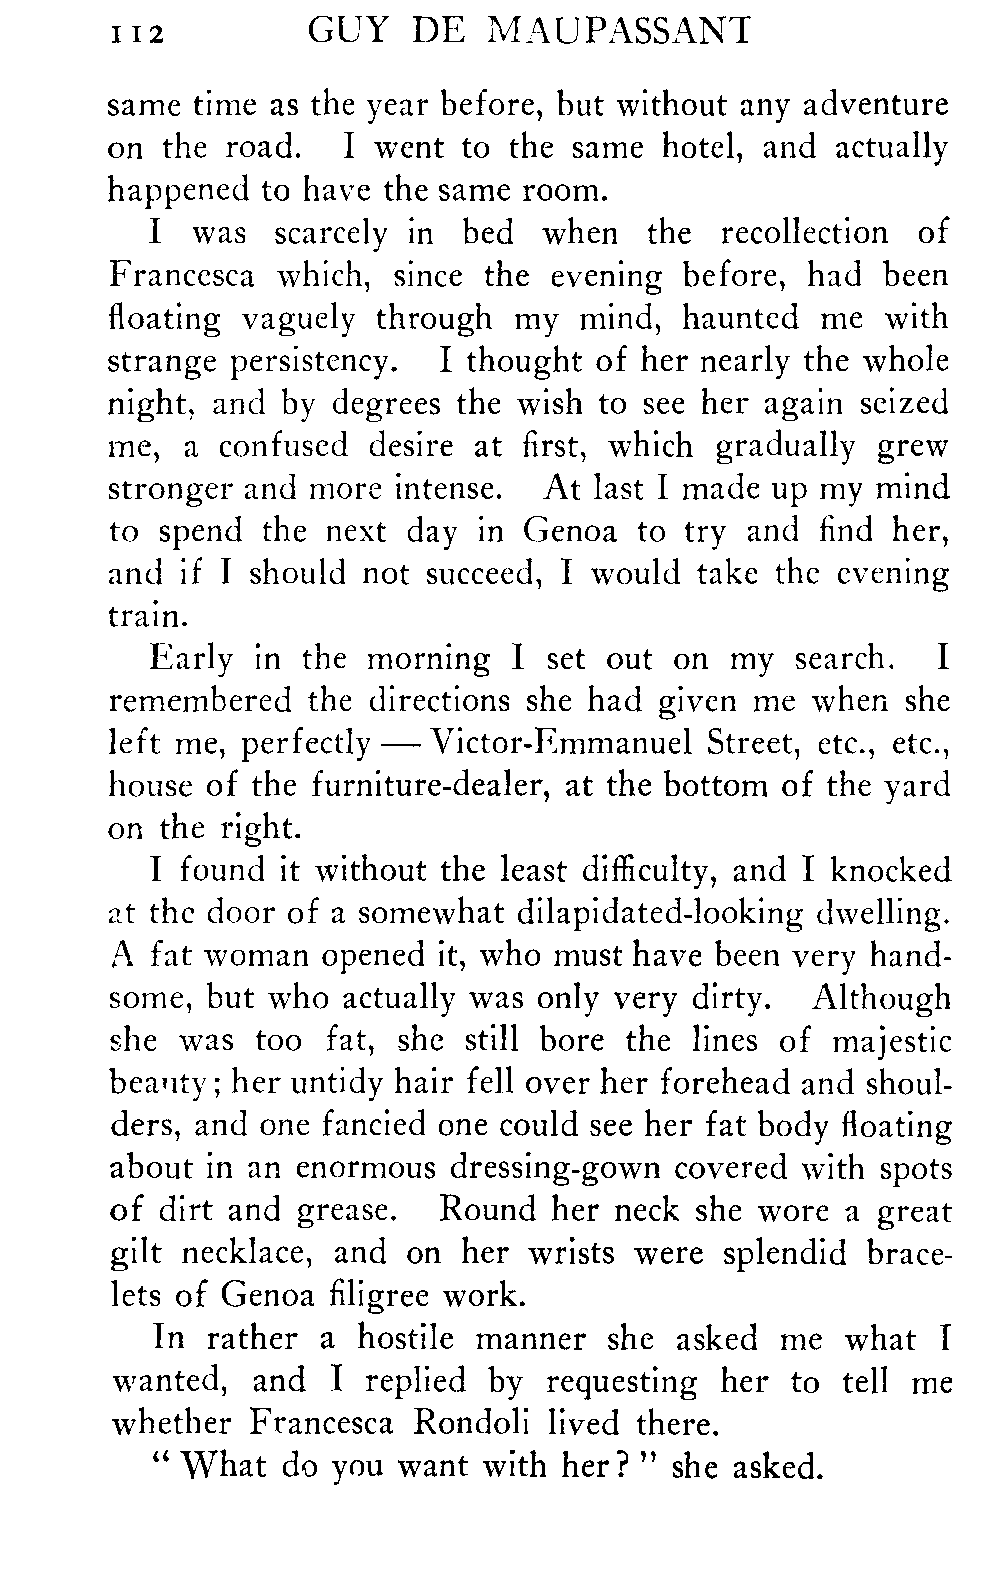 112 GUY DE MAUPASSANT
same time as the year before, but without any adventure
on the road. I went to the same hotel, and actually
happened to have the same room.
I was scarcely in bed when the recollection of
Francesca which, since the evening before, had been
floating vaguely through my mind, haunted me with
strange persistency. I thought of her nearly the whole
night, and by degrees the wish to see her again seized
me, a confused desire at first, which gradually grew
stronger and more intense. At last I made up my mind
to spend the next day in Genoa to try and find her,
and if I should not succeed, I would take the evening
train.
Early in the morning I set out on my search. I
remembered the directions she had given me when she
left me, perfectly — Victor-Emmanuel Street, etc., etc.,
house of the furniture-dealer, at the bottom of the yard
on the right.
I found it without the least difficulty, and I knocked
at the door of a somewhat dilapidated-looking dwelling.
A fat woman opened it, who must have been very hand-
some, but who actually was only very dirty. Although
she was too fat, she still bore the lines of majestic
beauty; her untidy hair fell over her forehead and shoul-
ders, and one fancied one could see her fat body floating
about in an enormous dressing-gown covered with spots
of dirt and grease. Round her neck she wore a great
gilt necklace, and on her wrists were splendid brace-
lets of Genoa filigree work.
In rather a hostile manner she asked me what I
wanted, and I replied by requesting her to tell me
whether Francesca Rondoli lived there.
"What do you want with her?" she asked.